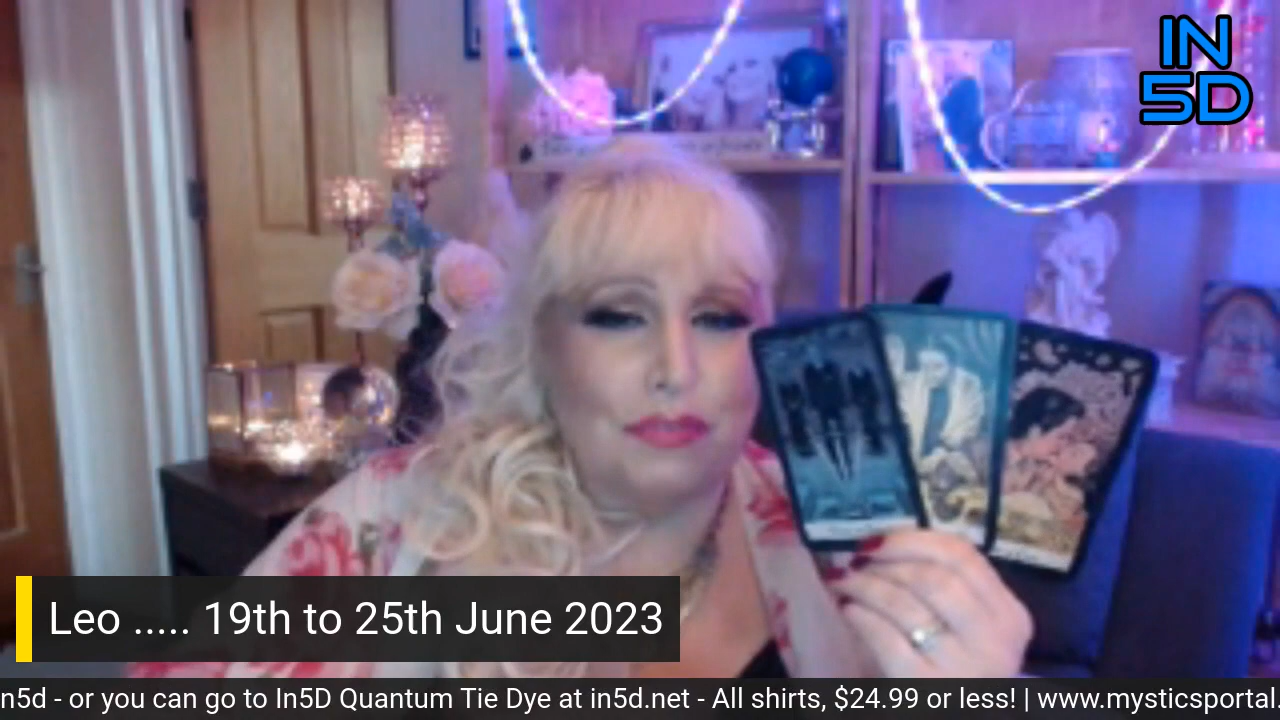 IN
5D
Leo ..... 19th to 25th June 2023
n5d - or you can go to In5D Quantum Tie Dye at in5d.net - All shirts, $24.99 or less! | www.mysticsportal.